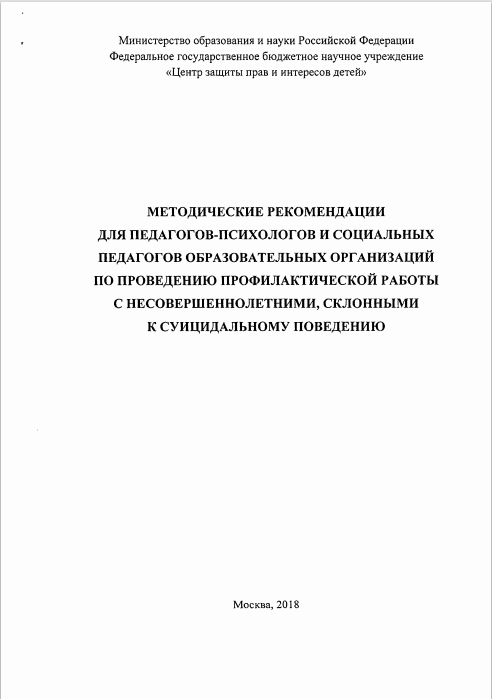 Министерство образования и науки Российской Федерации
Федеральное государственное бюджетное научное учреждение
«Центр защиты прав и интересов детей»
МЕТОДИЧЕСКИЕ РЕКОМЕНДАЦИИ
ДЛЯ ПЕДАГОГОВ-ПСИХОЛОГОВ И СОЦИАЛЬНЫХ
ПЕДАГОГОВ ОБРАЗОВАТЕЛЬНЫХ ОРГАНИЗАЦИЙ
ПО ПРОВЕДЕНИЮ ПРОФИЛАКТИЧЕСКОЙ РАБОТЫ
С НЕСОВЕРШЕННОЛЕТНИМИ, СКЛОННЫМИ
К СУИЦИДАЛЬНОМУ ПОВЕДЕНИЮ
Москва, 2018